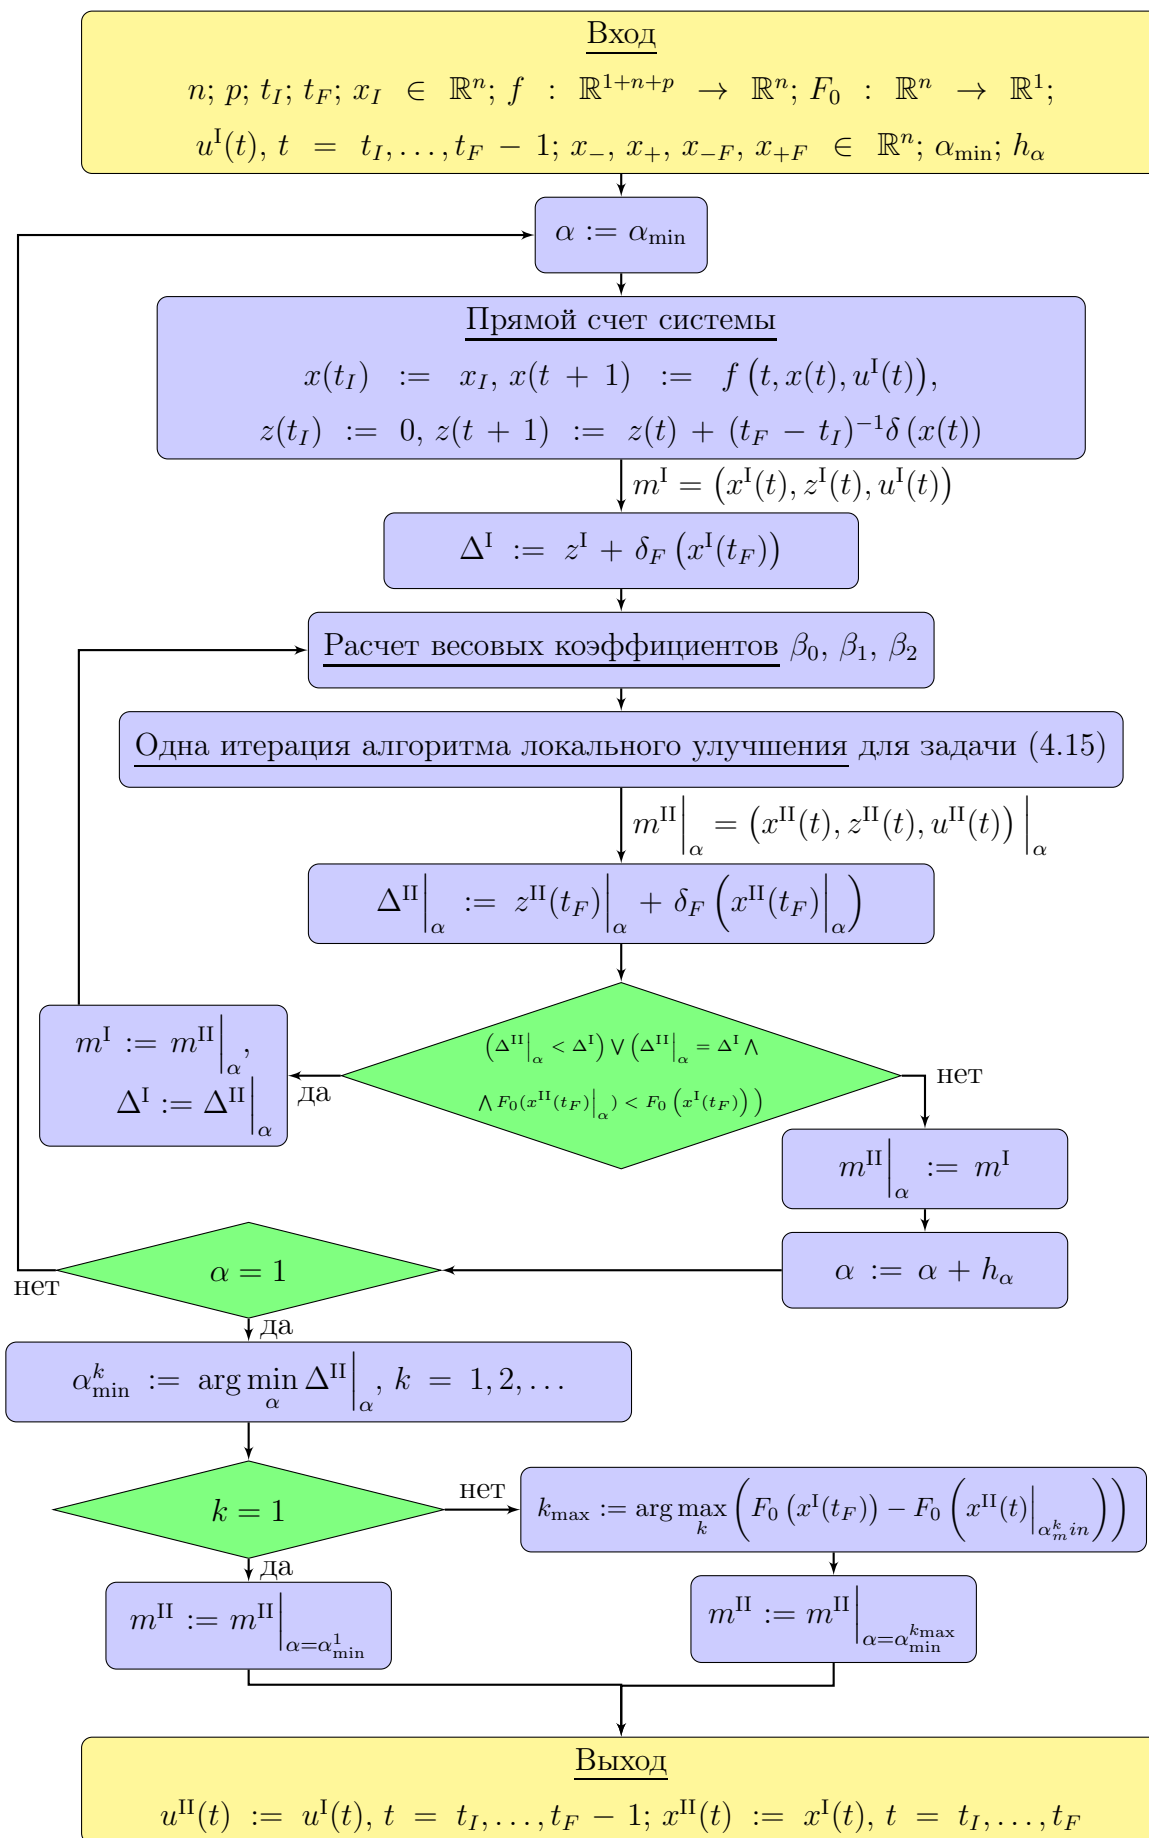 Вход
n; p; t_I; t_F; x_I ∈ ℝ^n; f : ℝ^{1+n+p} → ℝ^n; F_0 : ℝ^n → ℝ^1;
u^I(t), t = t_I, …, t_F − 1; x_−, x_+, x_{−F}, x_{+F} ∈ ℝ^n; α_min; h_α
α := α_min
Прямой счет системы
x(t_I) := x_I, x(t + 1) := f (t, x(t), u^I(t)),
z(t_I) := 0, z(t + 1) := z(t) + (t_F − t_I)^{−1}δ (x(t))
m^I = (x^I(t), z^I(t), u^I(t))
Δ^I := z^I + δ_F (x^I(t_F))
Расчет весовых коэффициентов β_0, β_1, β_2
Одна итерация алгоритма локального улучшения для задачи (4.15)
m^II|_α = (x^II(t), z^II(t), u^II(t)) |_α
Δ^II|_α := z^II(t_F)|_α + δ_F (x^II(t_F)|_α)
(Δ^II|_α < Δ^I) ∨ (Δ^II|_α = Δ^I ∧
∧ F_0(x^II(t_F)|_α) < F_0 (x^I(t_F)))
да
m^I := m^II|_α,
Δ^I := Δ^II|_α
нет
m^II|_α := m^I
α := α + h_α
α = 1
нет
да
α^k_min := arg min_α Δ^II|_α, k = 1, 2, …
k = 1
нет
k_max := arg max_k (F_0 (x^I(t_F)) − F_0 (x^II(t)|_{α^k_m in}))
да
m^II := m^II|_{α=α^1_min}
m^II := m^II|_{α=α^{k_max}_min}
Выход
u^II(t) := u^I(t), t = t_I, …, t_F − 1; x^II(t) := x^I(t), t = t_I, …, t_F